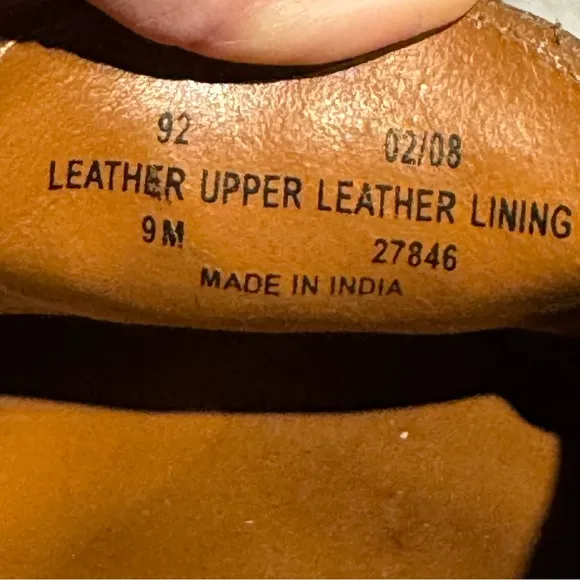 92 02/08
LEATHER UPPER LEATHER LINING
9M 27846
MADE IN INDIA